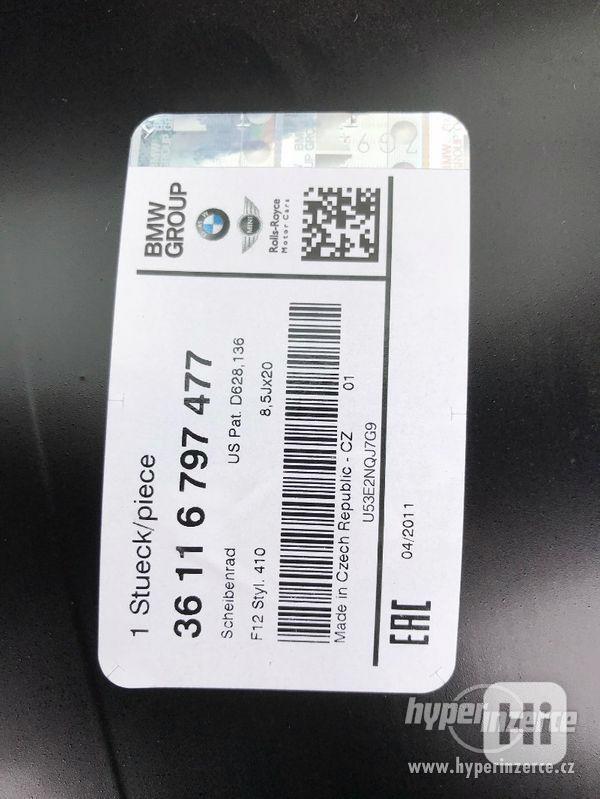 BMW
GROUP
MINI
Rolls-Royce
Motor Cars
1 Stueck/piece
36 11 6 797 477
Scheibenrad
US Pat. D628,136
F12 Styl. 410
8,5Jx20
Made in Czech Republic - CZ
01
U53E2NQJ7G9
EAC
04/2011
hyperinzerce
Hi
www.hyperinzerce.cz